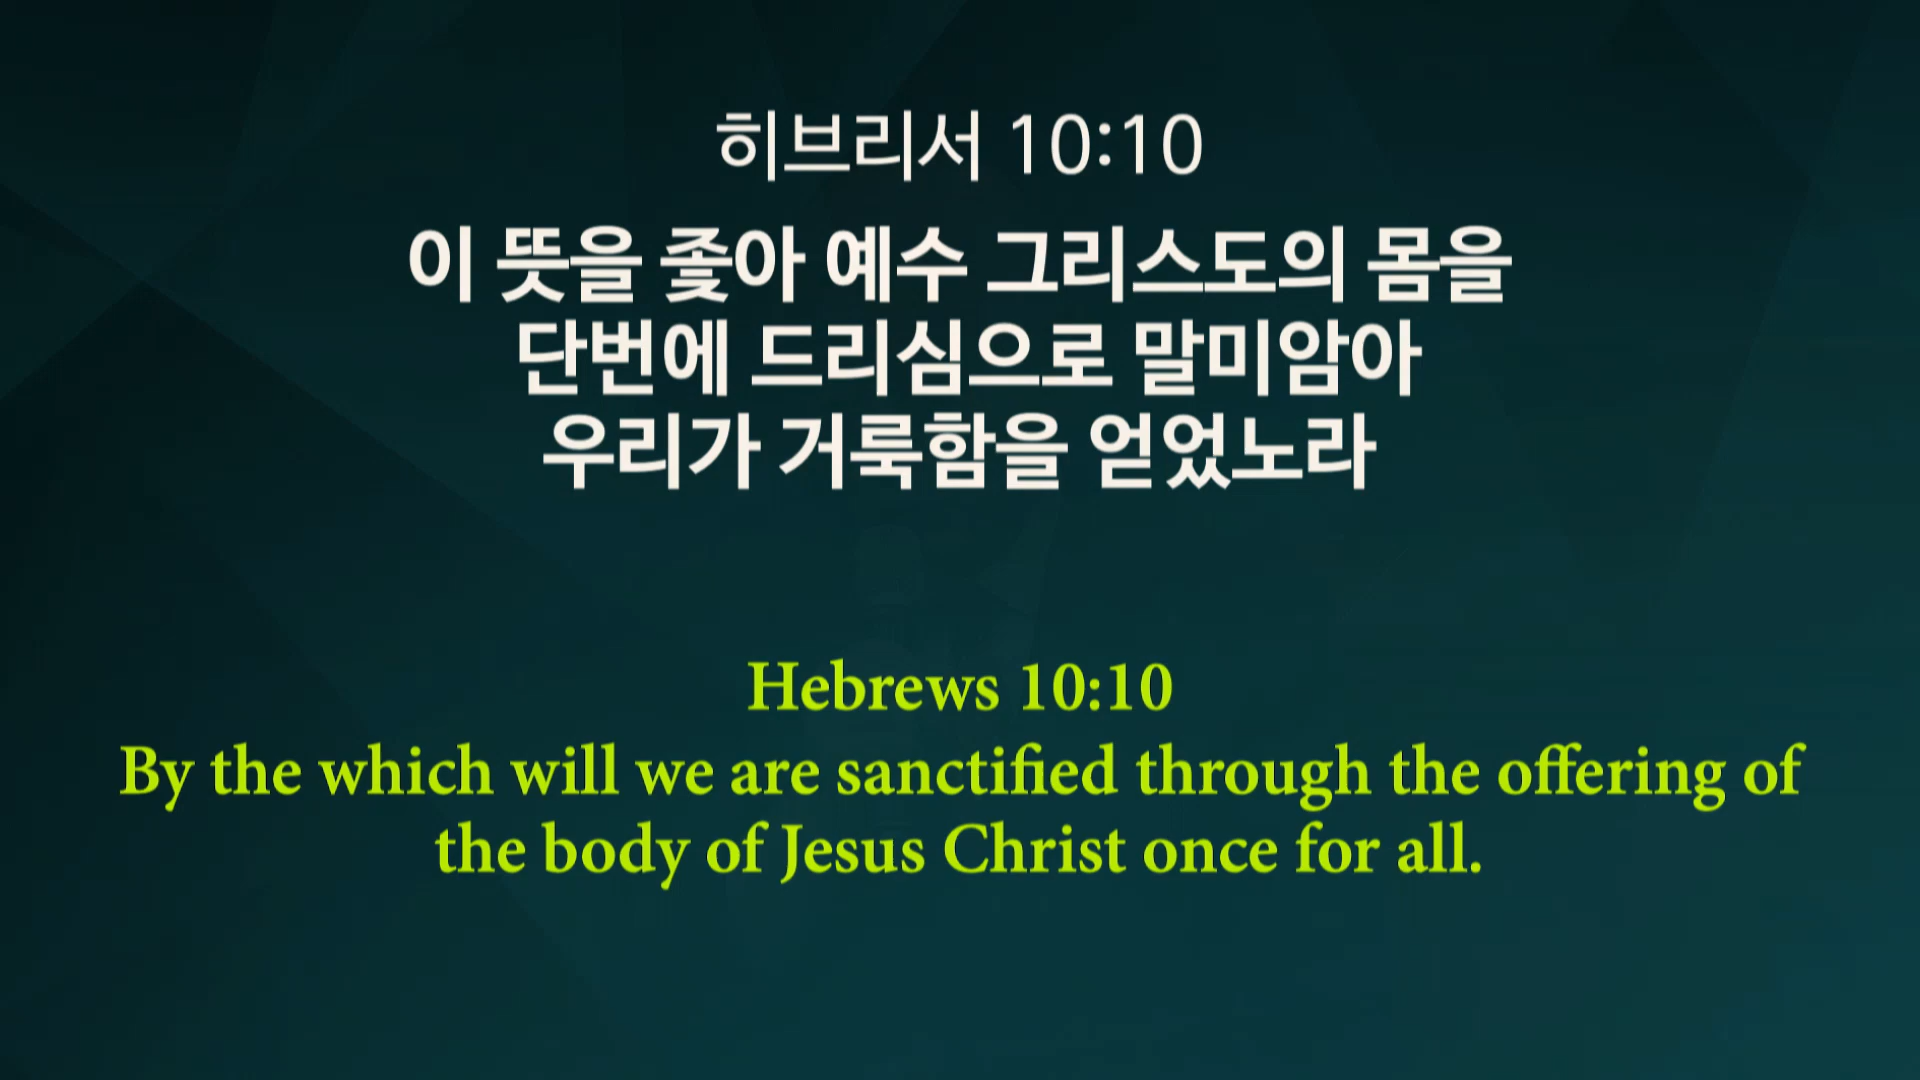 히브리서 10:10
이 뜻을 좇아 예수 그리스도의 몸을
단번에 드리심으로 말미암아
우리가 거룩함을 얻었노라
Hebrews 10:10
By the which will we are sanctified through the offering of
the body of Jesus Christ once for all.